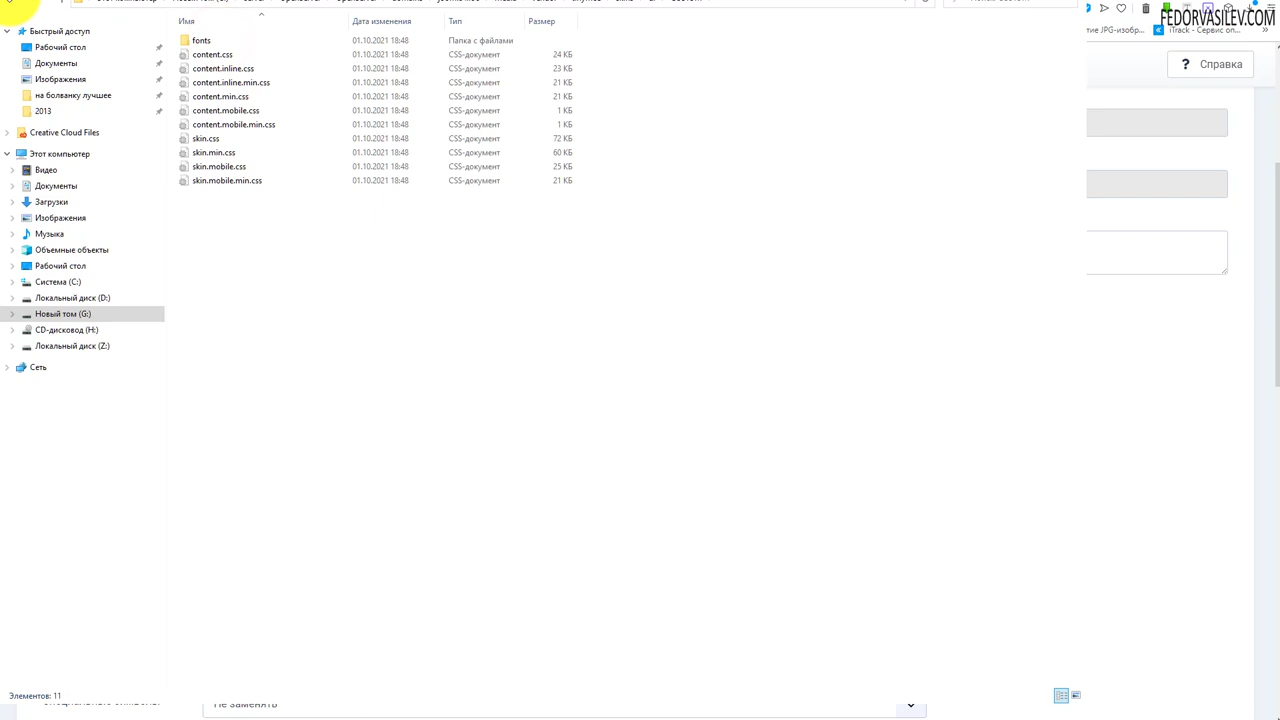 FEDORVASILEV.COM
Имя
Дата изменения
Тип
Размер
Быстрый доступ
Рабочий стол
Документы
Изображения
на болванку лучшее
2013
Creative Cloud Files
Этот компьютер
Видео
Документы
Загрузки
Изображения
Музыка
Объемные объекты
Рабочий стол
Система (C:)
Локальный диск (D:)
Новый том (G:)
CD-дисковод (H:)
Локальный диск (Z:)
Сеть
fonts 01.10.2021 18:48 Папка с файлами
content.css 01.10.2021 18:48 CSS-документ 24 КБ
content.inline.css 01.10.2021 18:48 CSS-документ 23 КБ
content.inline.min.css 01.10.2021 18:48 CSS-документ 21 КБ
content.min.css 01.10.2021 18:48 CSS-документ 21 КБ
content.mobile.css 01.10.2021 18:48 CSS-документ 1 КБ
content.mobile.min.css 01.10.2021 18:48 CSS-документ 1 КБ
skin.css 01.10.2021 18:48 CSS-документ 72 КБ
skin.min.css 01.10.2021 18:48 CSS-документ 60 КБ
skin.mobile.css 01.10.2021 18:48 CSS-документ 25 КБ
skin.mobile.min.css 01.10.2021 18:48 CSS-документ 21 КБ
тие JPG-изобр... iTrack - Сервис оп... »
? Справка
Элементов: 11
Не заменять